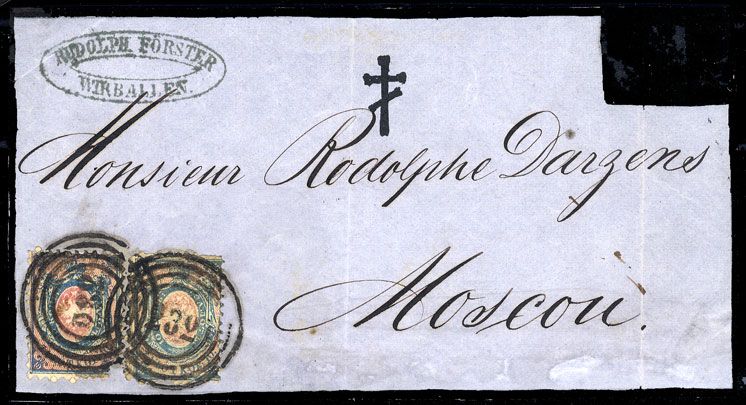 RUDOLPH FÖRSTER
WIRBALLEN.
Monsieur Rodolphe Darzens
Moscou.